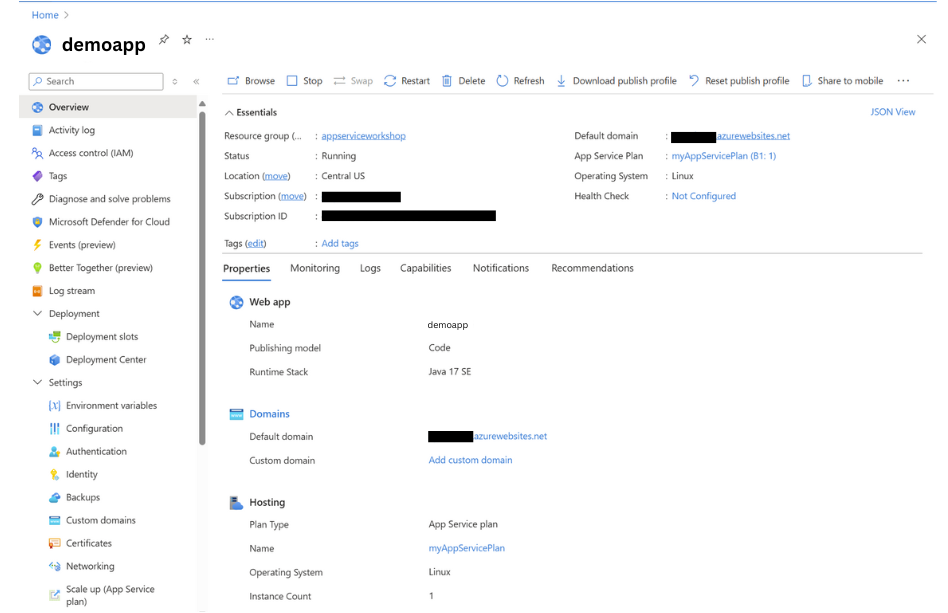 Home >
demoapp
Search
Overview
Activity log
Access control (IAM)
Tags
Diagnose and solve problems
Microsoft Defender for Cloud
Events (preview)
Better Together (preview)
Log stream
Deployment
Deployment slots
Deployment Center
Settings
Environment variables
Configuration
Authentication
Identity
Backups
Custom domains
Certificates
Networking
Scale up (App Service
plan)
Browse Stop Swap Restart Delete Refresh Download publish profile Reset publish profile Share to mobile ...
Essentials JSON View
Resource group (... : appserviceworkshop
Status : Running
Location (move) : Central US
Subscription (move) :
Subscription ID :
Default domain : azurewebsites.net
App Service Plan : myAppServicePlan (B1: 1)
Operating System : Linux
Health Check : Not Configured
Tags (edit) : Add tags
Properties Monitoring Logs Capabilities Notifications Recommendations
Web app
Name demoapp
Publishing model Code
Runtime Stack Java 17 SE
Domains
Default domain azurewebsites.net
Custom domain Add custom domain
Hosting
Plan Type App Service plan
Name myAppServicePlan
Operating System Linux
Instance Count 1